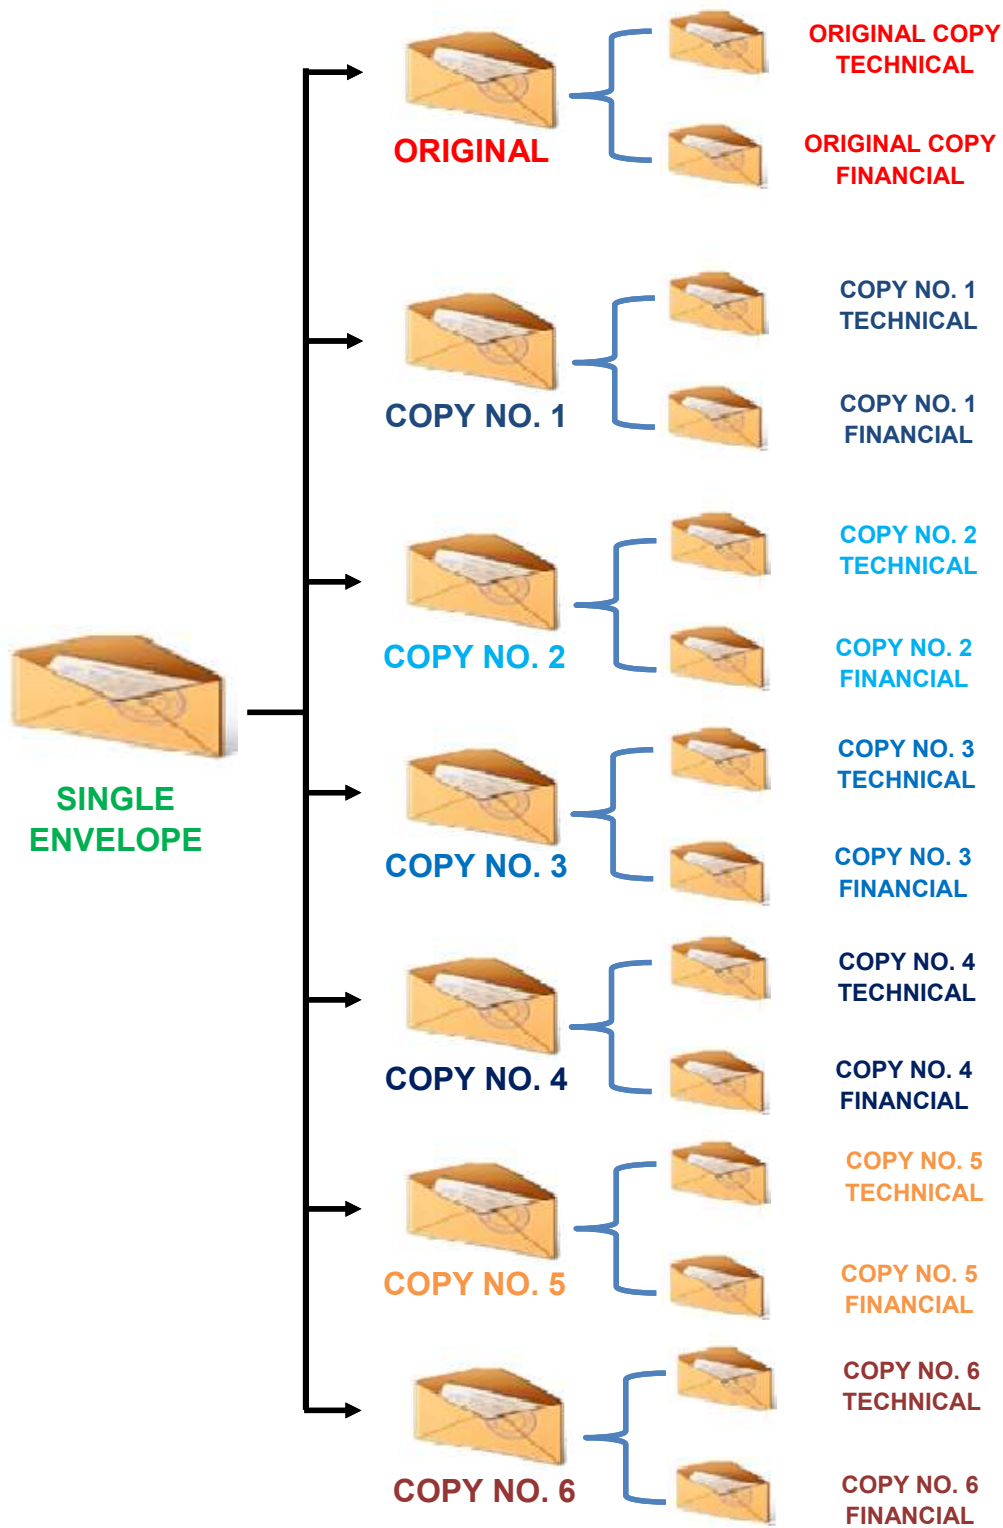 ORIGINAL COPY
TECHNICAL
ORIGINAL
ORIGINAL COPY
FINANCIAL
COPY NO. 1
TECHNICAL
COPY NO. 1
COPY NO. 1
FINANCIAL
COPY NO. 2
TECHNICAL
COPY NO. 2
COPY NO. 2
FINANCIAL
SINGLE
ENVELOPE
COPY NO. 3
TECHNICAL
COPY NO. 3
COPY NO. 3
FINANCIAL
COPY NO. 4
TECHNICAL
COPY NO. 4
COPY NO. 4
FINANCIAL
COPY NO. 5
TECHNICAL
COPY NO. 5
COPY NO. 5
FINANCIAL
COPY NO. 6
TECHNICAL
COPY NO. 6
COPY NO. 6
FINANCIAL